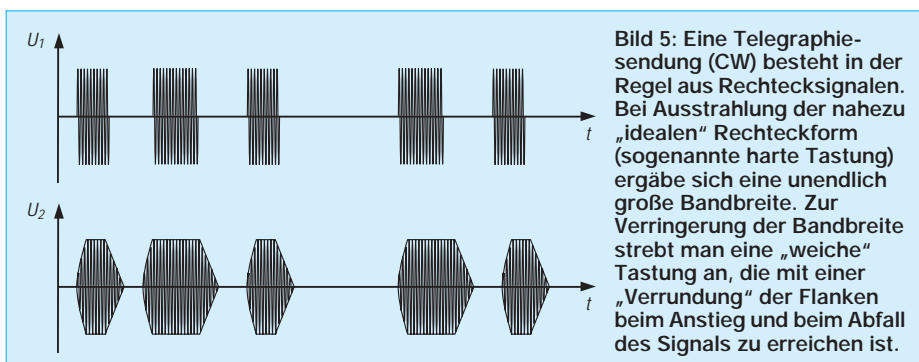 U1
t
U2
t
Bild 5: Eine Telegraphie-
sendung (CW) besteht in der
Regel aus Rechtecksignalen.
Bei Ausstrahlung der nahezu
„idealen“ Rechteckform
(sogenannte harte Tastung)
ergäbe sich eine unendlich
große Bandbreite. Zur
Verringerung der Bandbreite
strebt man eine „weiche“
Tastung an, die mit einer
„Verrundung“ der Flanken
beim Anstieg und beim Abfall
des Signals zu erreichen ist.